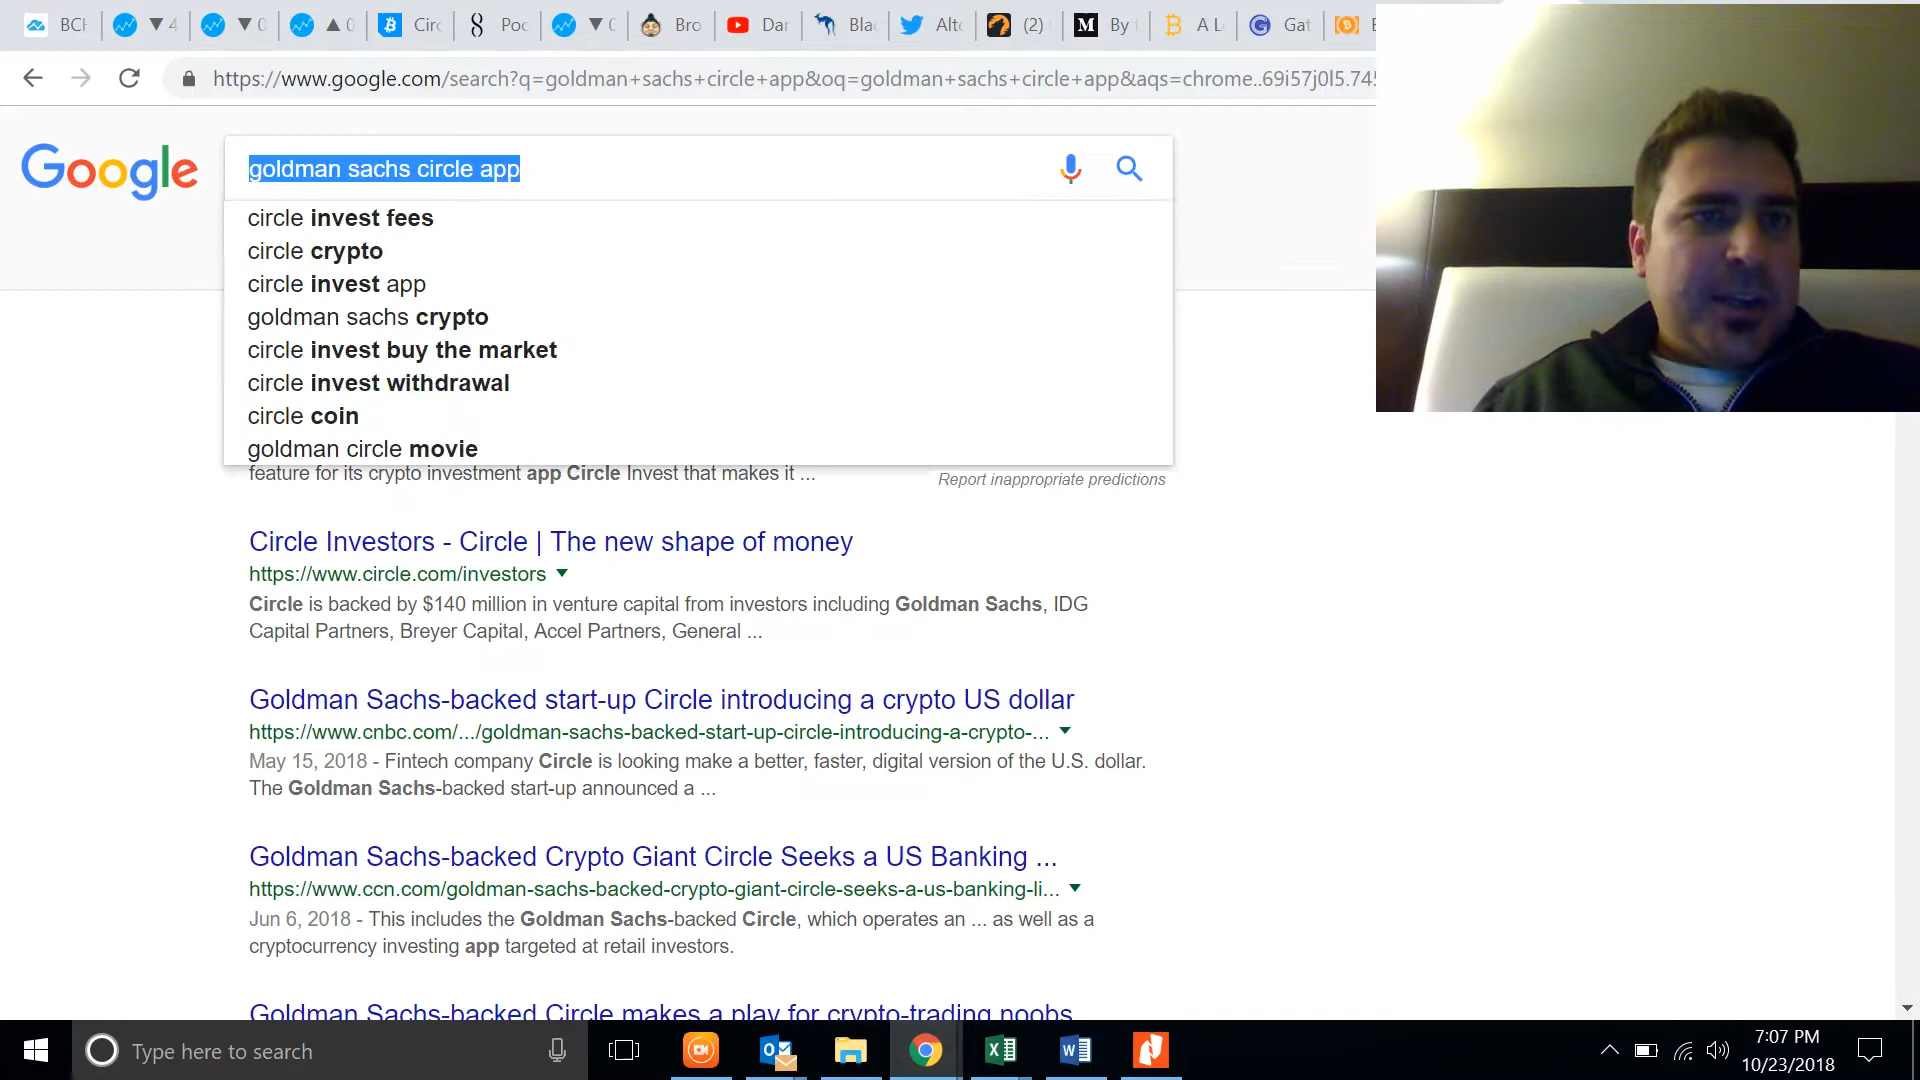 BCH
▼ 4
▼ 0
▲ 0
Circ
Poc
▼ 0
Bro
Dar
Blac
Alto
(2)
By
A L
Gat
https://www.google.com/search?q=goldman+sachs+circle+app&oq=goldman+sachs+circle+app&aqs=chrome..69i57j0l5.745
Google
goldman sachs circle app
circle invest fees
circle crypto
circle invest app
goldman sachs crypto
circle invest buy the market
circle invest withdrawal
circle coin
goldman circle movie
feature for its crypto investment app Circle Invest that makes it ...
Report inappropriate predictions
Circle Investors - Circle | The new shape of money
https://www.circle.com/investors
Circle is backed by $140 million in venture capital from investors including Goldman Sachs, IDG
Capital Partners, Breyer Capital, Accel Partners, General ...
Goldman Sachs-backed start-up Circle introducing a crypto US dollar
https://www.cnbc.com/.../goldman-sachs-backed-start-up-circle-introducing-a-crypto-...
May 15, 2018 - Fintech company Circle is looking make a better, faster, digital version of the U.S. dollar.
The Goldman Sachs-backed start-up announced a ...
Goldman Sachs-backed Crypto Giant Circle Seeks a US Banking ...
https://www.ccn.com/goldman-sachs-backed-crypto-giant-circle-seeks-a-us-banking-li...
Jun 6, 2018 - This includes the Goldman Sachs-backed Circle, which operates an ... as well as a
cryptocurrency investing app targeted at retail investors.
Goldman Sachs-backed Circle makes a play for crypto-trading noobs
Type here to search
7:07 PM
10/23/2018